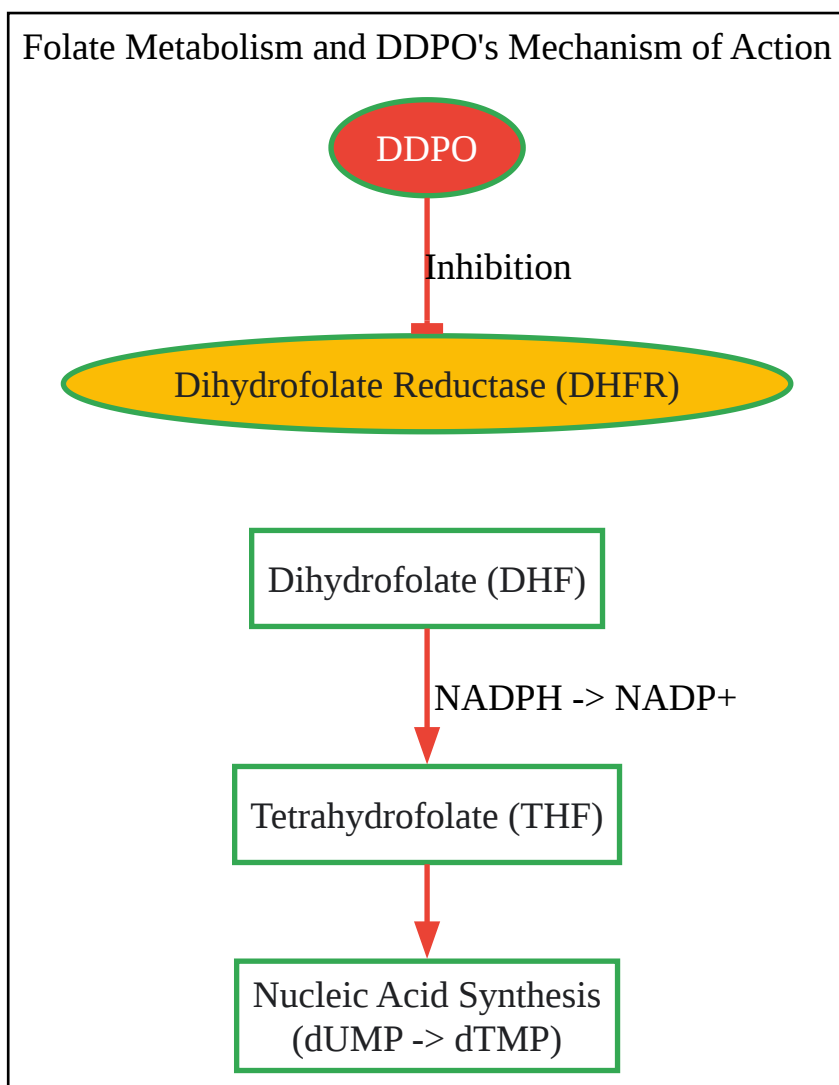 Folate Metabolism and DDPO's Mechanism of Action
DDPO
Inhibition
Dihydrofolate Reductase (DHFR)
Dihydrofolate (DHF)
NADPH -> NADP+
Tetrahydrofolate (THF)
Nucleic Acid Synthesis
(dUMP -> dTMP)